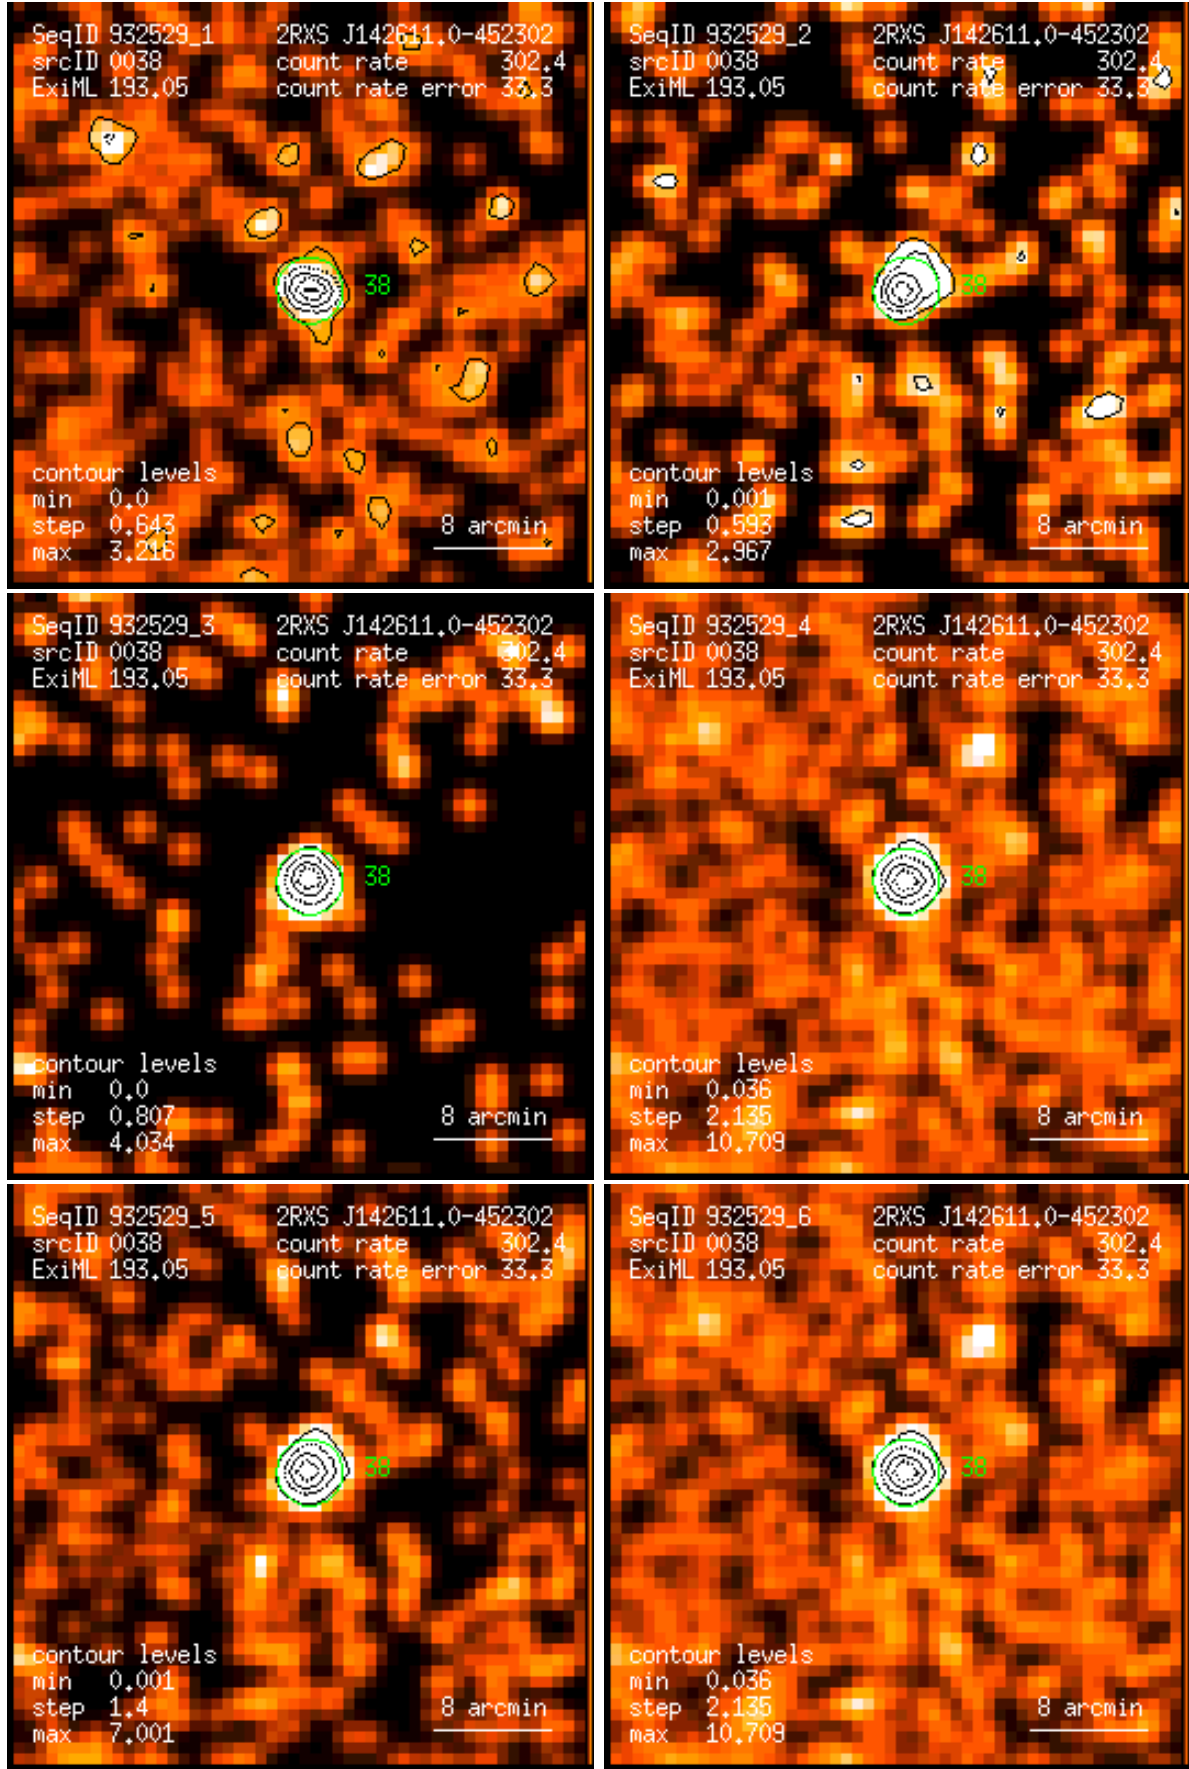 SeqID 932529_1 2RXS J142611.0-452302
srcID 0038 count rate 302.4
ExiML 193.05 count rate error 33.3
38
contour levels
min 0.0
step 0.643 8 arcmin
max 3.216
SeqID 932529_2 2RXS J142611.0-452302
srcID 0038 count rate 302.4
ExiML 193.05 count rate error 33.3
38
contour levels
min 0.001
step 0.593 8 arcmin
max 2.967
SeqID 932529_3 2RXS J142611.0-452302
srcID 0038 count rate 302.4
ExiML 193.05 count rate error 33.3
38
contour levels
min 0.0
step 0.807 8 arcmin
max 4.034
SeqID 932529_4 2RXS J142611.0-452302
srcID 0038 count rate 302.4
ExiML 193.05 count rate error 33.3
38
contour levels
min 0.036
step 2.135 8 arcmin
max 10.709
SeqID 932529_5 2RXS J142611.0-452302
srcID 0038 count rate 302.4
ExiML 193.05 count rate error 33.3
38
contour levels
min 0.001
step 1.4 8 arcmin
max 7.001
SeqID 932529_6 2RXS J142611.0-452302
srcID 0038 count rate 302.4
ExiML 193.05 count rate error 33.3
38
contour levels
min 0.036
step 2.135 8 arcmin
max 10.709